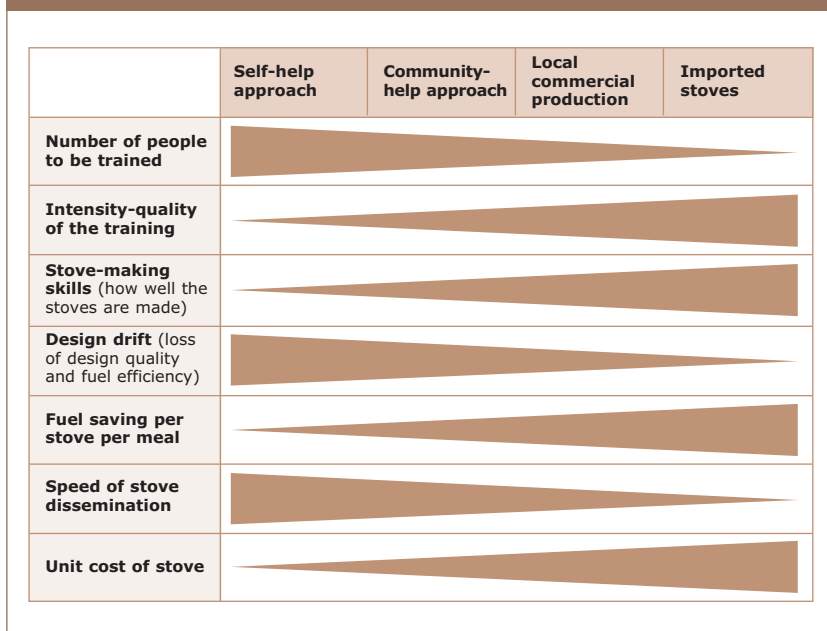 Self-help
approach
Community-
help approach
Local
commercial
production
Imported
stoves
Number of people
to be trained
Intensity-quality
of the training
Stove-making
skills (how well the
stoves are made)
Design drift (loss
of design quality
and fuel efficiency)
Fuel saving per
stove per meal
Speed of stove
dissemination
Unit cost of stove